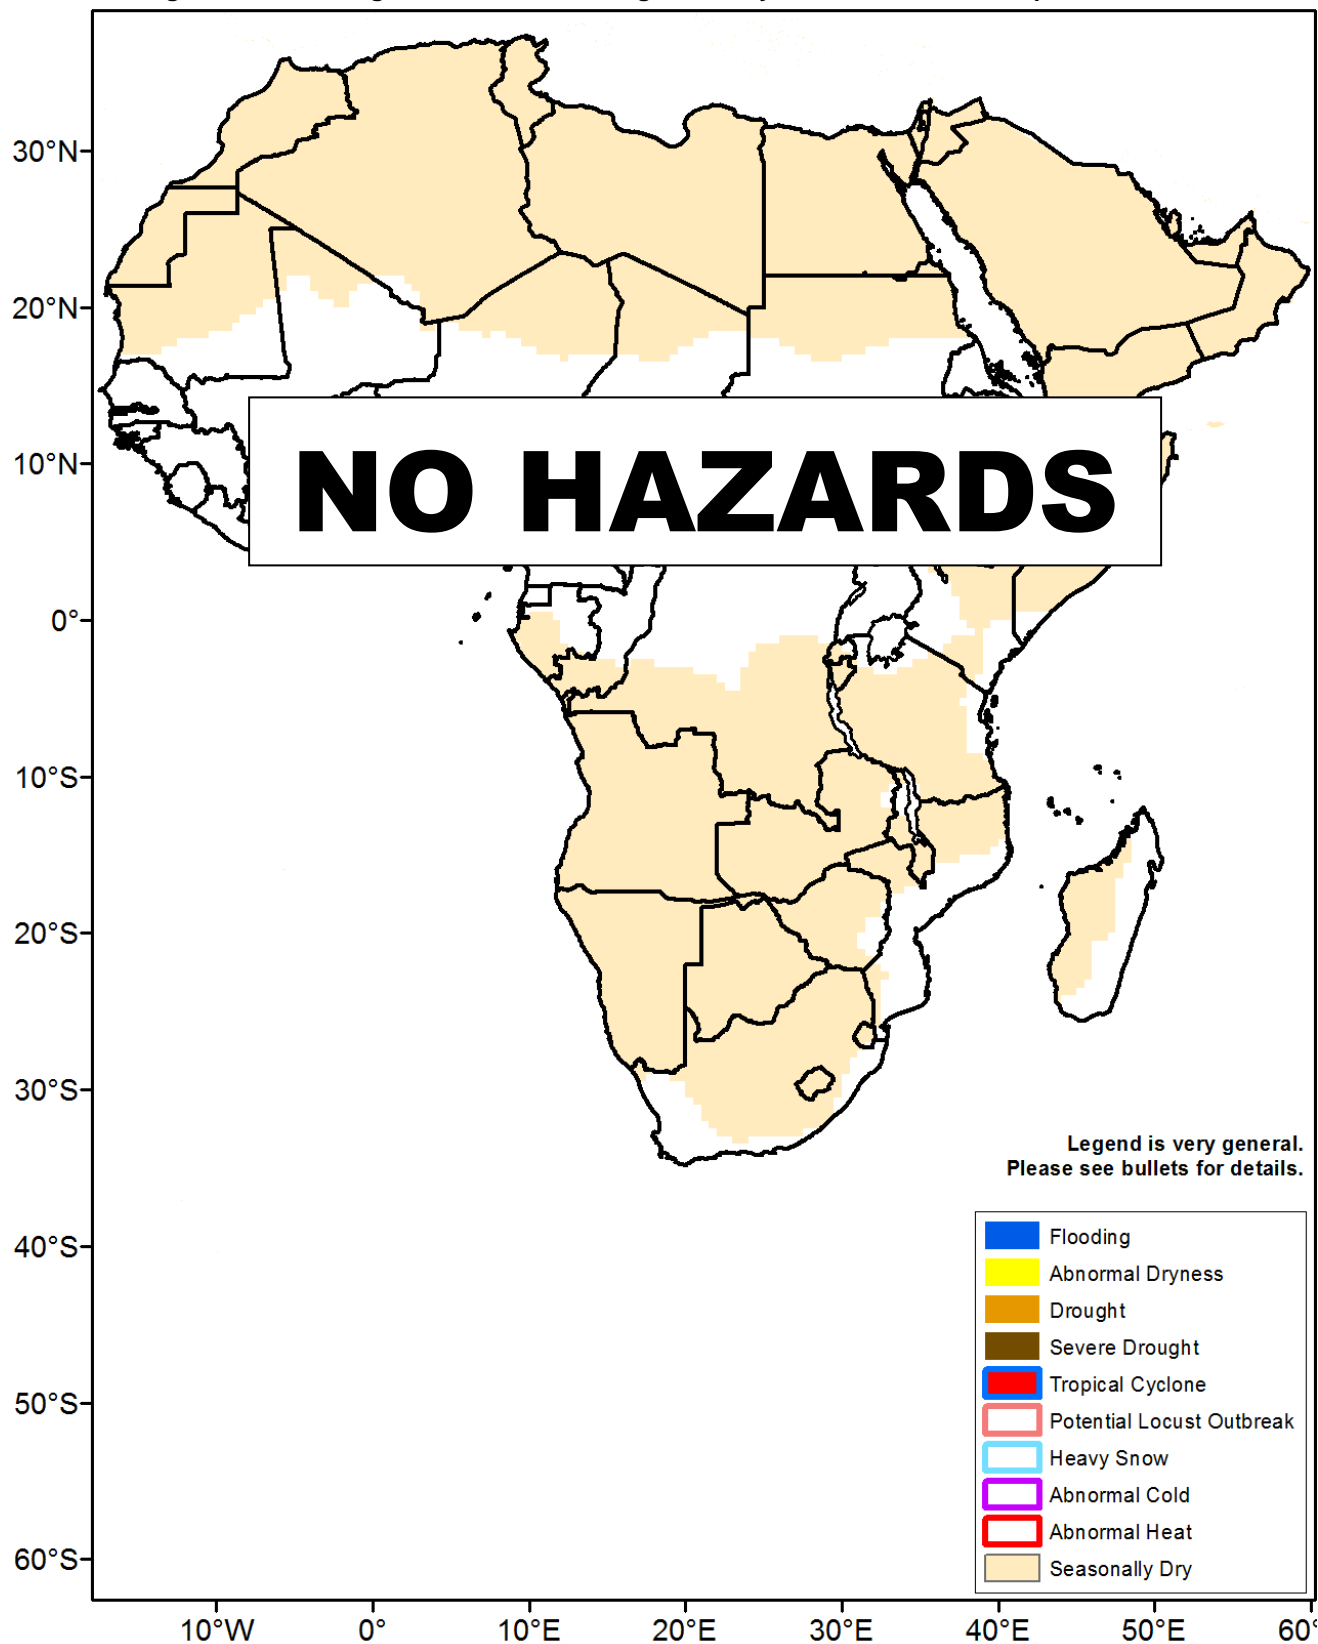 30°N
20°N
10°N
NO HAZARDS
0°
10°S
20°S
30°S
Legend is very general.
Please see bullets for details.
40°S
Flooding
Abnormal Dryness
Drought
Severe Drought
Tropical Cyclone
50°S
Potential Locust Outbreak
Heavy Snow
Abnormal Cold
Abnormal Heat
60°S
Seasonally Dry
10°W 0° 10°E 20°E 30°E 40°E 50°E